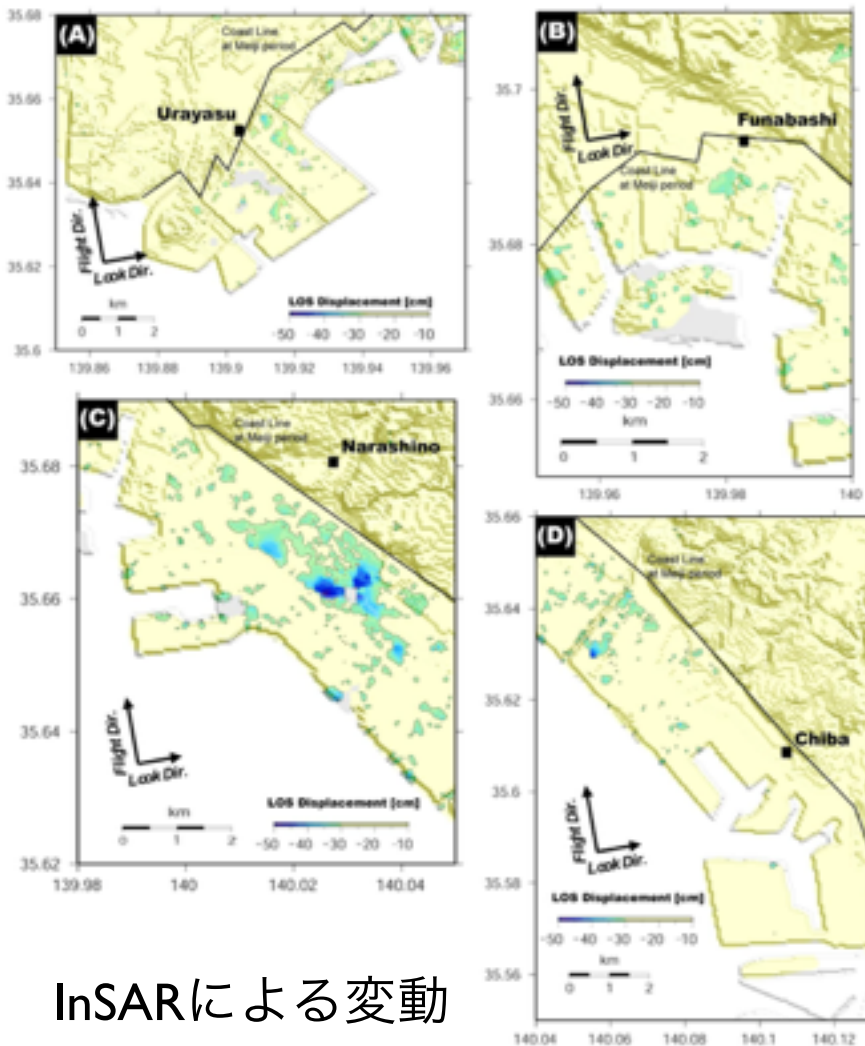 (A)
Coast Line
at Meiji period
Urayasu
Flight Dir.
Look Dir.
km
0 1 2
LOS Displacement [cm]
-50 -40 -30 -20 -10
35.68
35.66
35.64
35.62
35.6
139.86 139.88 139.9 139.92 139.94 139.96
(B)
Funabashi
Coast Line
at Meiji period
Flight Dir.
Look Dir.
LOS Displacement [cm]
-50 -40 -30 -20 -10
km
0 1 2
35.7
35.68
35.66
139.96 139.98 140
(C)
Coast Line
at Meiji period
Narashino
Flight Dir.
Look Dir.
km
0 1 2
LOS Displacement [cm]
-50 -40 -30 -20 -10
35.68
35.66
35.64
35.62
139.98 140 140.02 140.04
(D)
Coast Line
at Meiji period
Chiba
Flight Dir.
Look Dir.
LOS Displacement [cm]
-50 -40 -30 -20 -10
km
0 1 2
35.66
35.64
35.62
35.6
35.58
35.56
140.04 140.06 140.08 140.1 140.12
InSARによる変動